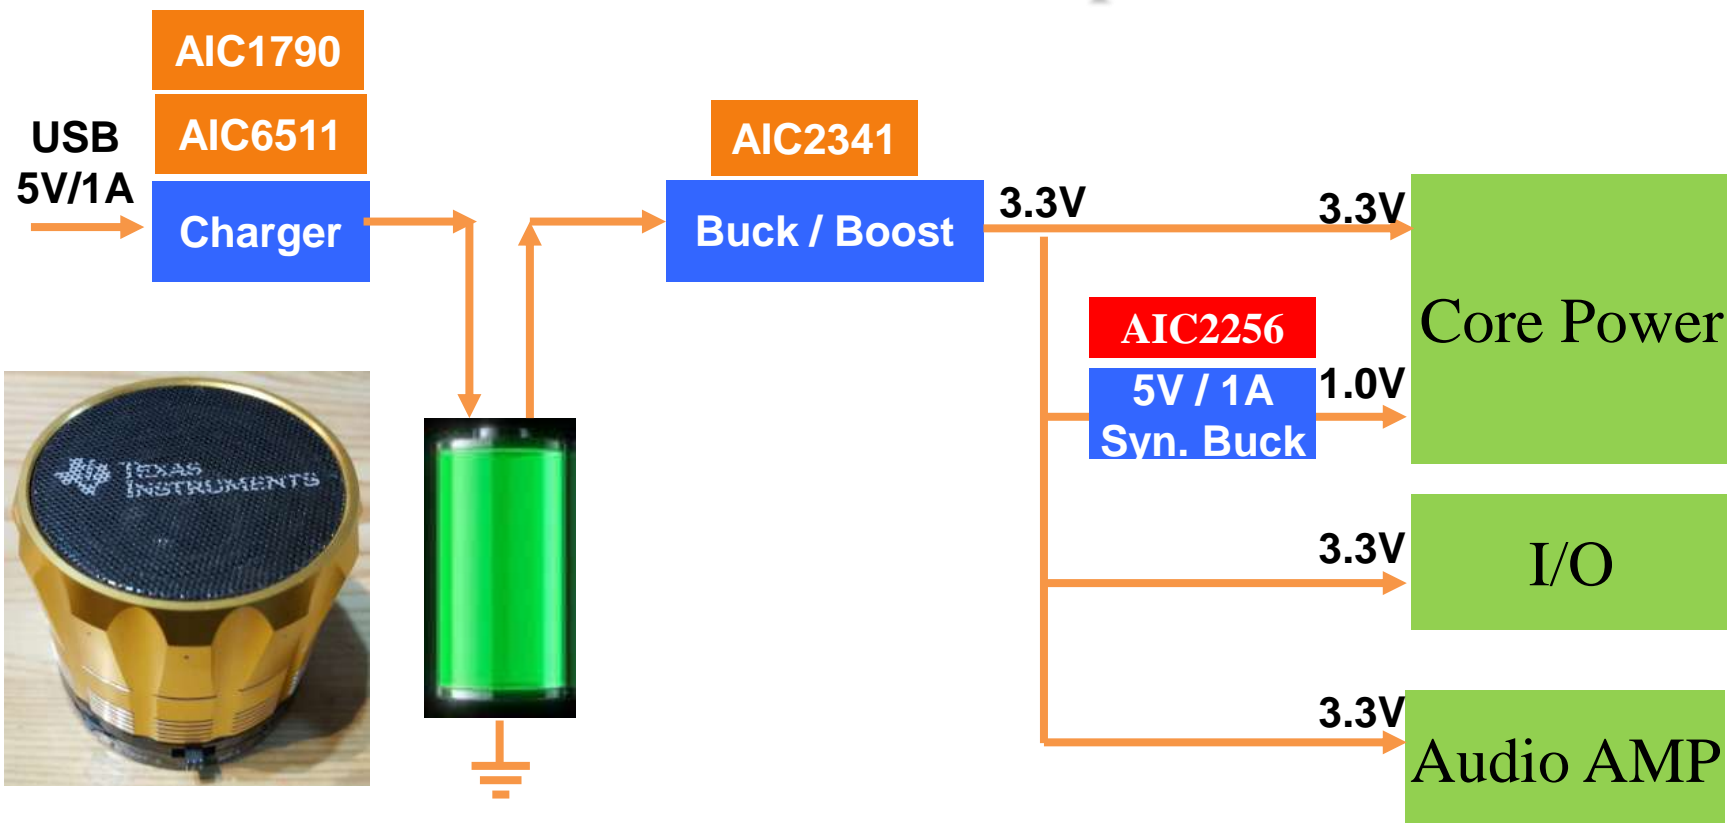 AIC1790
AIC6511
USB
5V/1A
Charger
AIC2341
Buck / Boost
3.3V
3.3V
Core Power
AIC2256
5V / 1A
Syn. Buck
1.0V
3.3V
I/O
3.3V
Audio AMP
TEXAS
INSTRUMENTS